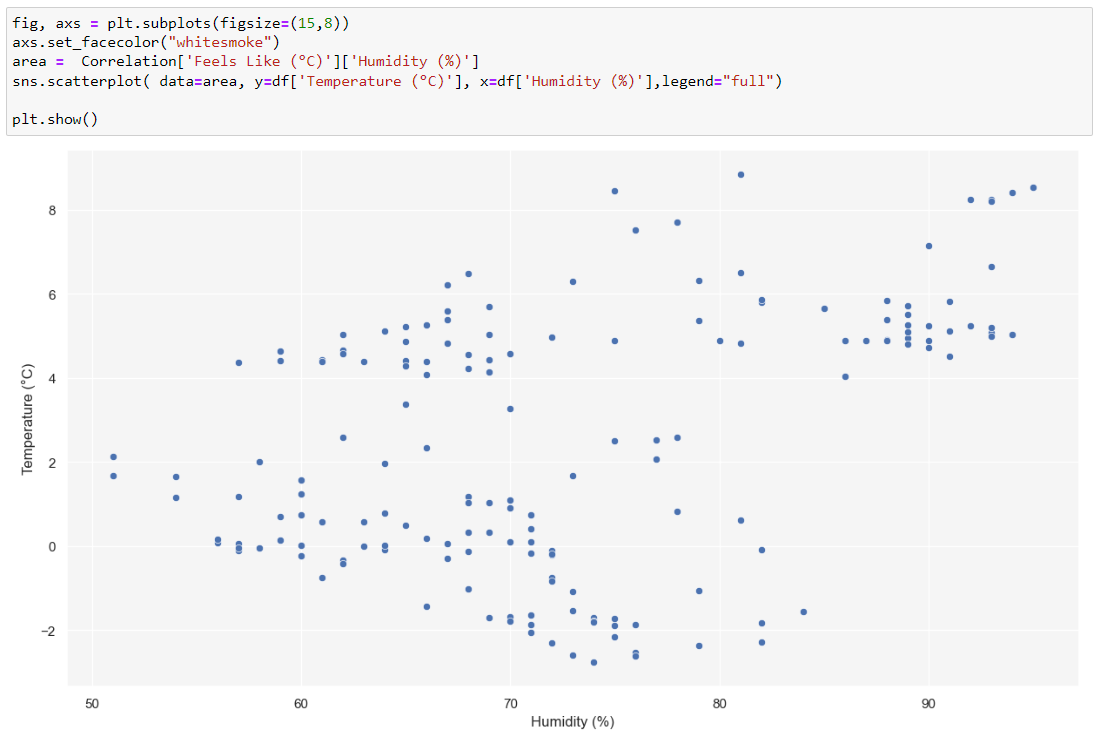 fig, axs = plt.subplots(figsize=(15,8))
axs.set_facecolor("whitesmoke")
area =  Correlation['Feels Like (°C)']['Humidity (%)']
sns.scatterplot( data=area, y=df['Temperature (°C)'], x=df['Humidity (%)'],legend="full")
plt.show()
8
6
4
2
0
−2
Temperature (°C)
50 60 70 80 90
Humidity (%)